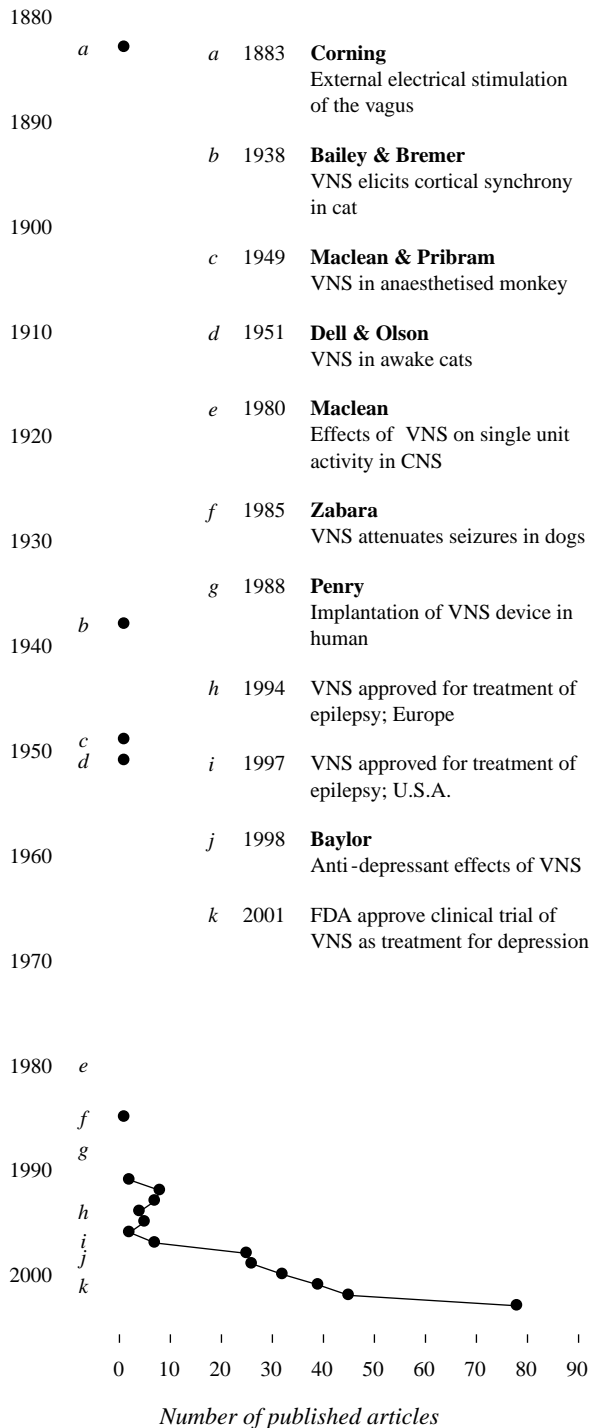 1880
a
1890
1900
1910
1920
1930
b
1940
c
1950
d
1960
1970
1980 e
f
g
1990
h
i
j
2000
k
a 1883 Corning
External electrical stimulation
of the vagus
b 1938 Bailey & Bremer
VNS elicits cortical synchrony
in cat
c 1949 Maclean & Pribram
VNS in anaesthetised monkey
d 1951 Dell & Olson
VNS in awake cats
e 1980 Maclean
Effects of VNS on single unit
activity in CNS
f 1985 Zabara
VNS attenuates seizures in dogs
g 1988 Penry
Implantation of VNS device in
human
h 1994 VNS approved for treatment of
epilepsy; Europe
i 1997 VNS approved for treatment of
epilepsy; U.S.A.
j 1998 Baylor
Anti-depressant effects of VNS
k 2001 FDA approve clinical trial of
VNS as treatment for depression
0 10 20 30 40 50 60 70 80 90
Number of published articles